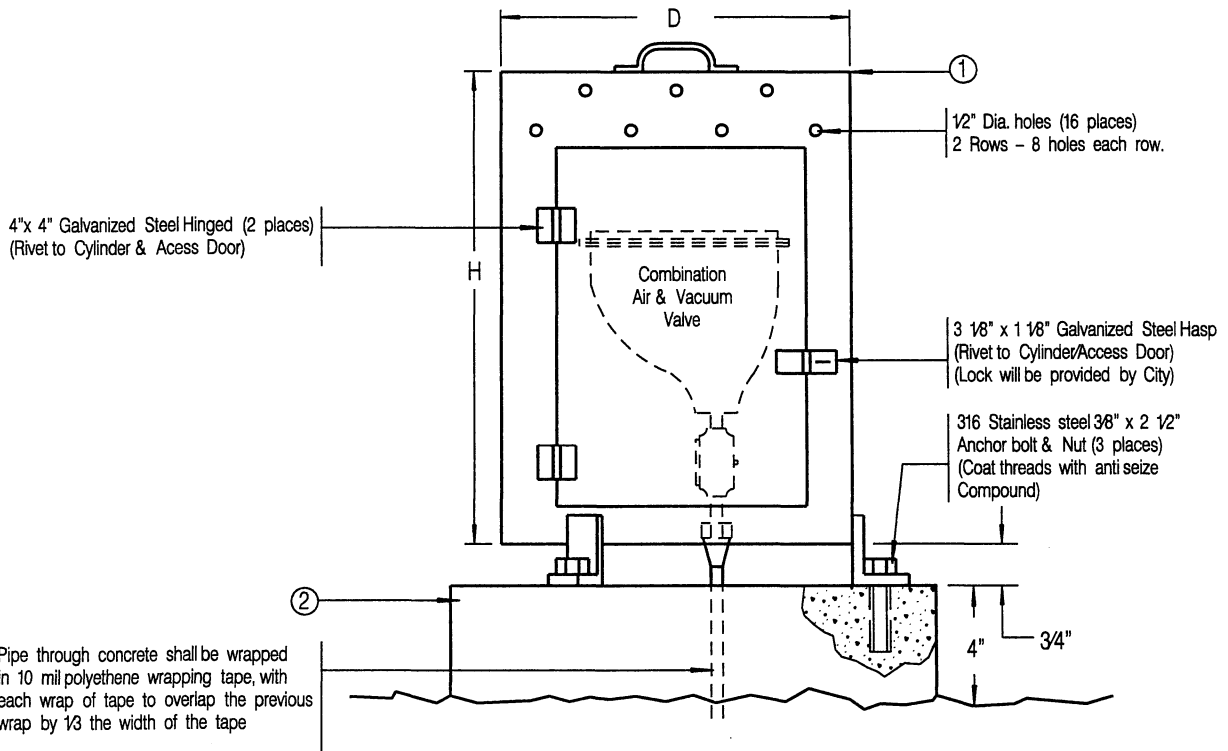 D
1
1/2" Dia. holes (16 places)
2 Rows - 8 holes each row.
4"x 4" Galvanized Steel Hinged (2 places)
(Rivet to Cylinder & Acess Door)
H
Combination
Air & Vacuum
Valve
3 1/8" x 1 1/8" Galvanized Steel Hasp
(Rivet to Cylinder/Access Door)
(Lock will be provided by City)
316 Stainless steel 3/8" x 2 1/2"
Anchor bolt & Nut (3 places)
(Coat threads with anti seize
Compound)
2
4"
3/4"
Pipe through concrete shall be wrapped
in 10 mil polyethene wrapping tape, with
each wrap of tape to overlap the previous
wrap by 1/3 the width of the tape